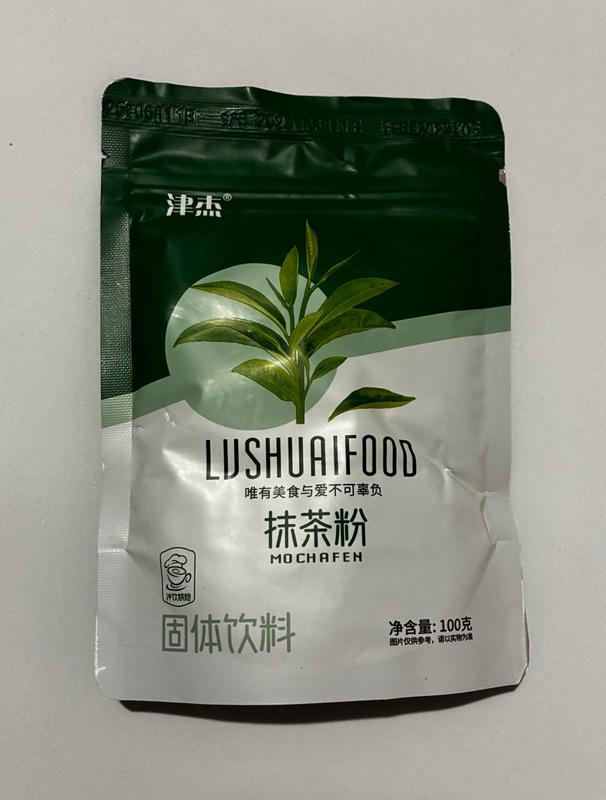 津杰®
LUSHUAIFOOD
唯有美食与爱不可辜负
抹茶粉
MOCHAFEN
冲饮烘焙
固体饮料
净含量: 100克
图片仅供参考，请以实物为准